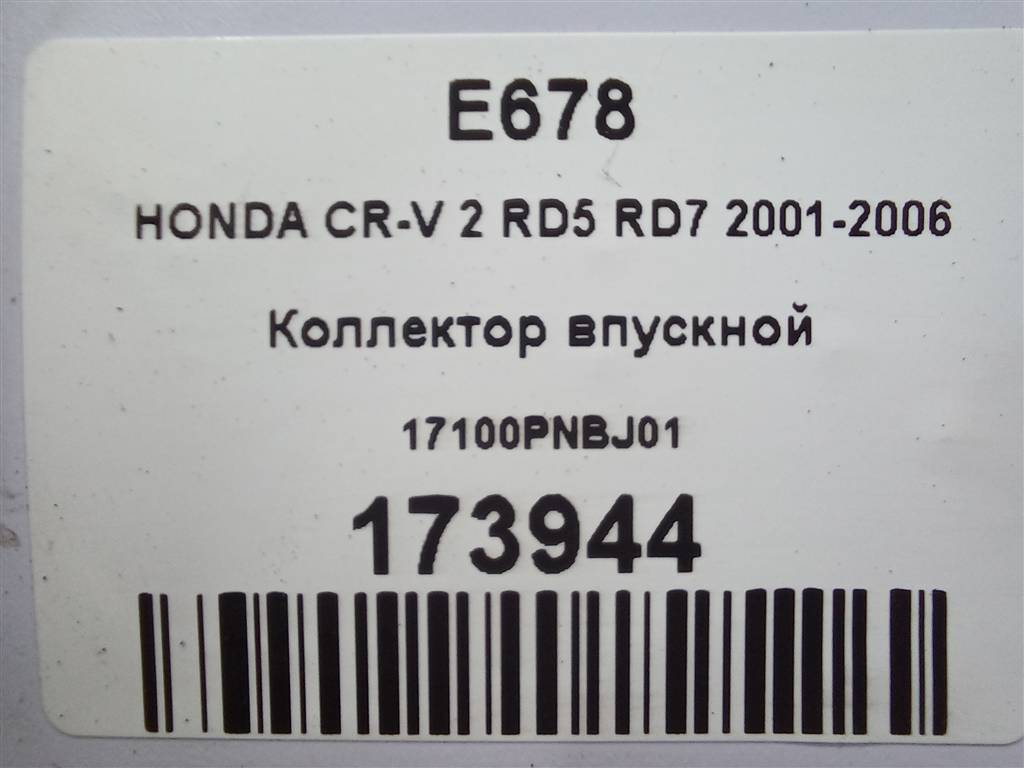 E678
HONDA CR-V 2 RD5 RD7 2001-2006
Коллектор впускной
17100PNBJ01
173944